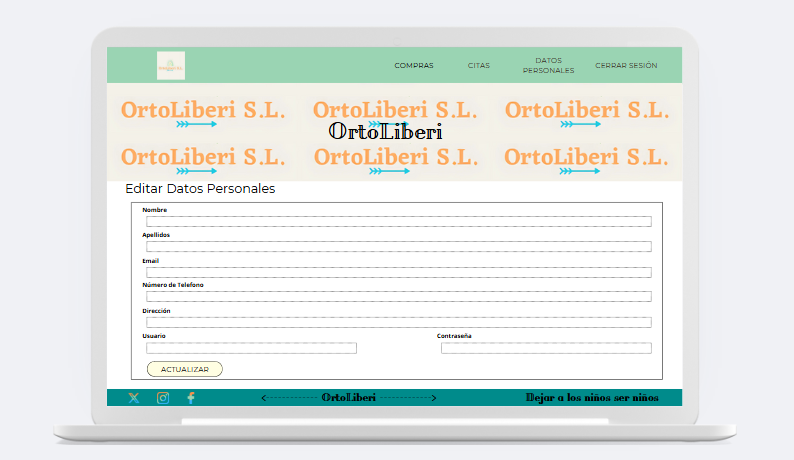 COMPRAS CITAS DATOS PERSONALES CERRAR SESIÓN
OrtoLiberi S.L. OrtoLiberi S.L. OrtoLiberi S.L.
OrtoLiberi
OrtoLiberi S.L. OrtoLiberi S.L. OrtoLiberi S.L.
Editar Datos Personales
Nombre
Apellidos
Email
Número de Telefono
Dirección
Usuario Contraseña
ACTUALIZAR
OrtoLiberi Dejar a los niños ser niños